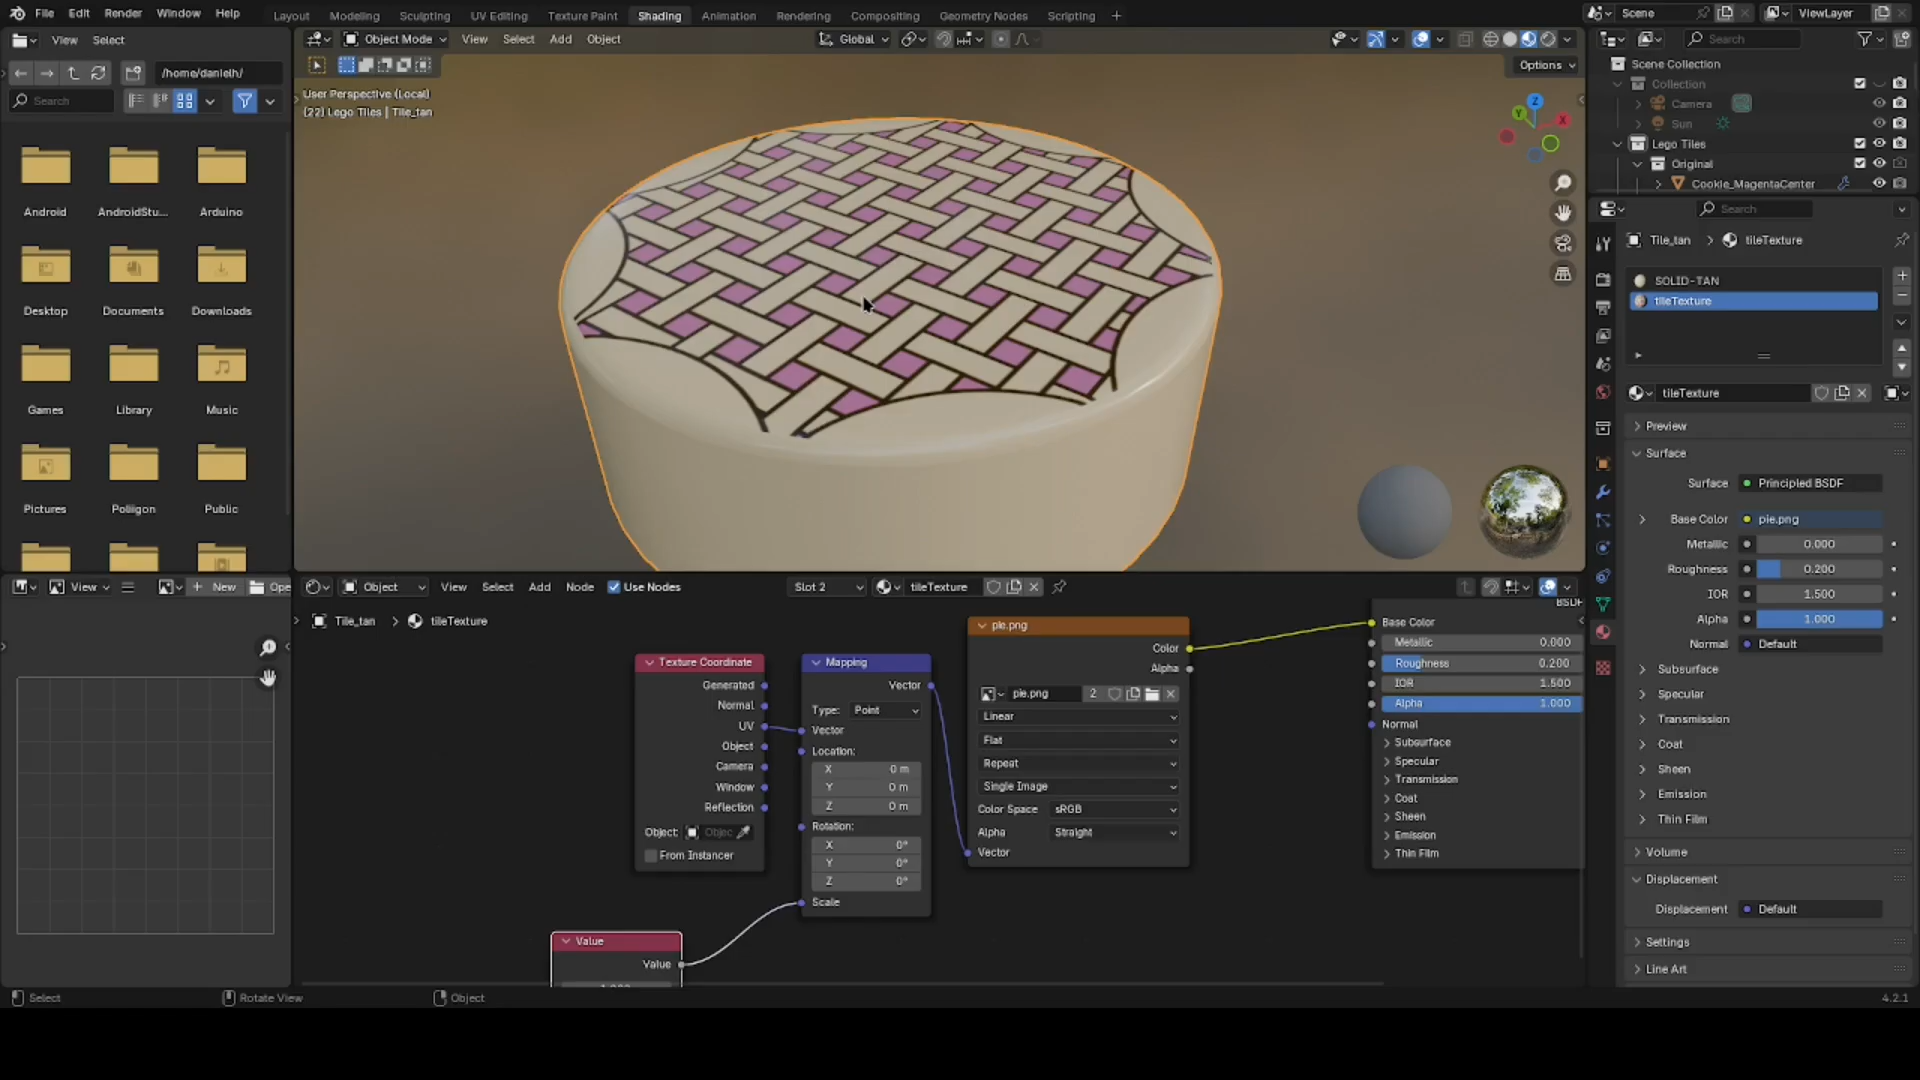 File Edit Render Window Help
Layout Modeling Sculpting UV Editing Texture Paint Shading Animation Rendering Compositing Geometry Nodes Scripting +
Scene
ViewLayer
View Select
/home/danielh/
Search
Android AndroidStu... Arduino
Desktop Documents Downloads
Games Library Music
Pictures Poliigon Public
Object Mode View Select Add Object
Global
Options
User Perspective (Local)
(22) Lego Tiles | Tile_tan
Z
Y
X
Search
Scene Collection
Collection
Camera
Sun
Lego Tiles
Original
Cookie_MagentaCenter
Search
Tile_tan > tileTexture
SOLID-TAN
tileTexture
tileTexture
Preview
Surface
Surface Principled BSDF
Base Color pie.png
Metallic 0.000
Roughness 0.200
IOR 1.500
Alpha 1.000
Normal Default
Subsurface
Specular
Transmission
Coat
Sheen
Emission
Thin Film
Volume
Displacement
Displacement Default
Settings
Line Art
View
+ New
Ope
Object View Select Add Node Use Nodes
Slot 2
tileTexture
Tile_tan > tileTexture
Texture Coordinate
Generated
Normal
UV
Object
Camera
Window
Reflection
Object: Objec
From Instancer
Mapping
Vector
Type: Point
Vector
Location:
X 0 m
Y 0 m
Z 0 m
Rotation:
X 0°
Y 0°
Z 0°
Scale
Value
Value
pie.png
Color
Alpha
pie.png 2
Linear
Flat
Repeat
Single Image
Color Space sRGB
Alpha Straight
Vector
BSDF
Base Color
Metallic 0.000
Roughness 0.200
IOR 1.500
Alpha 1.000
Normal
Subsurface
Specular
Transmission
Coat
Sheen
Emission
Thin Film
Select Rotate View Object
4.2.1